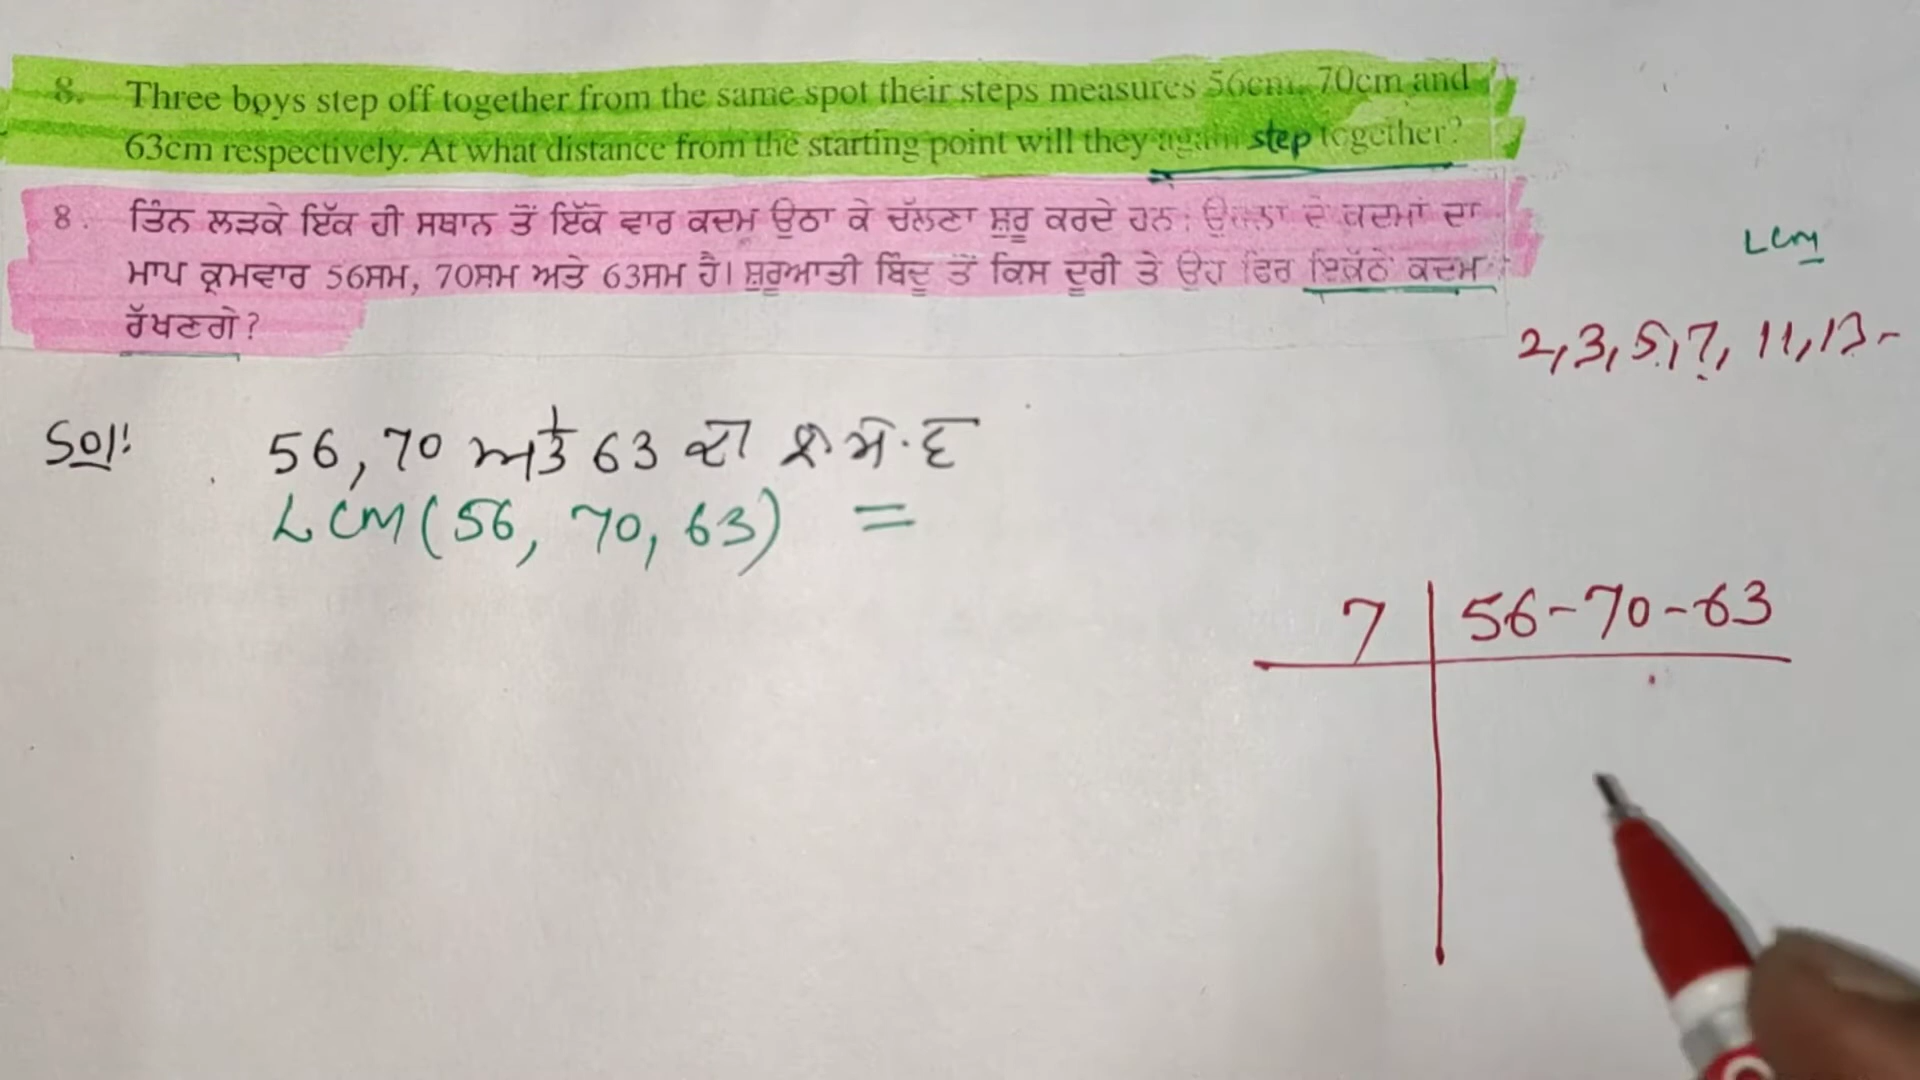 8. Three boys step off together from the same spot their steps measures 56cm, 70cm and
63cm respectively. At what distance from the starting point will they again step together?
8. ਤਿੰਨ ਲੜਕੇ ਇੱਕ ਹੀ ਸਥਾਨ ਤੋਂ ਇੱਕੋ ਵਾਰ ਕਦਮ ਉਠਾ ਕੇ ਚੱਲਣਾ ਸ਼ੁਰੂ ਕਰਦੇ ਹਨ। ਉਹਨਾਂ ਦੇ ਕਦਮਾਂ ਦਾ
ਮਾਪ ਕ੍ਰਮਵਾਰ 56ਸਮ, 70ਸਮ ਅਤੇ 63ਸਮ ਹੈ। ਸ਼ੁਰੂਆਤੀ ਬਿੰਦੂ ਤੋਂ ਕਿਸ ਦੂਰੀ ਤੇ ਉਹ ਫਿਰ ਇਕੱਠੇ ਕਦਮ
ਰੱਖਣਗੇ?
LCM
2,3,5,7, 11,13-
Sol:
56,70 ਅਤੇ 63 ਦਾ ਲ.ਸ.ਵ
LCM(56, 70, 63) =
7 56-70-63